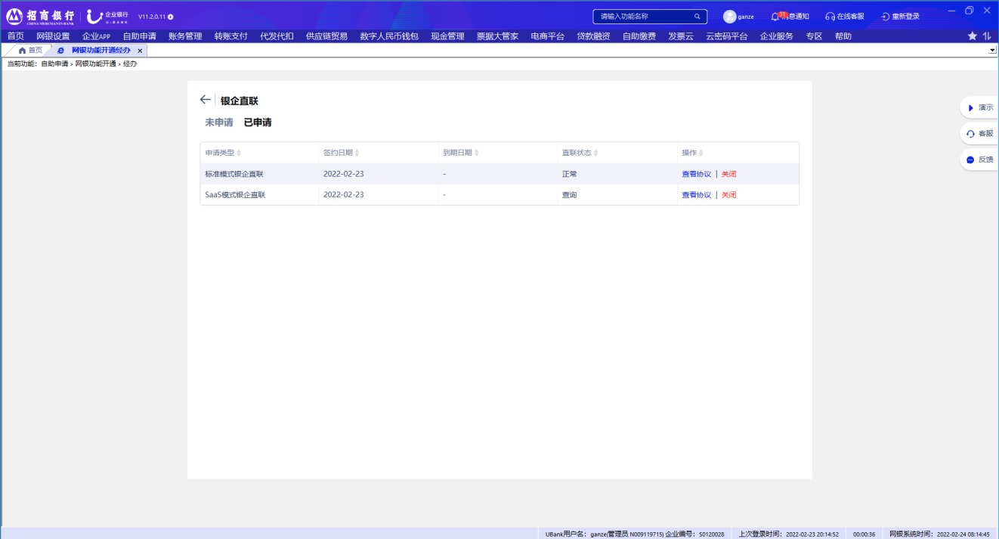 招商银行 企业银行 V11.2.0.11 请输入功能名称 ganze 31 消息通知 在线客服 重新登录
CHINA MERCHANTS BANK U-BANK
首页 网银设置 企业APP 自助申请 账务管理 转账支付 代发代扣 供应链贸易 数字人民币钱包 现金管理 票据大管家 电商平台 贷款融资 自助缴费 发票云 云密码平台 企业服务 专区 帮助
首页 网银功能开通经办
当前功能：自助申请 > 网银功能开通 > 经办
银企直联
未申请 已申请
申请类型 签约日期 到期日期 直联状态 操作
标准模式银企直联 2022-02-23 - 正常 查看协议 | 关闭
SaaS模式银企直联 2022-02-23 - 查询 查看协议 | 关闭
演示
客服
反馈
UBank用户名：ganze(管理员 N009119715) 企业编号：S0120028 上次登录时间：2022-02-23 20:14:52 00:00:36 网银系统时间：2022-02-24 08:14:45